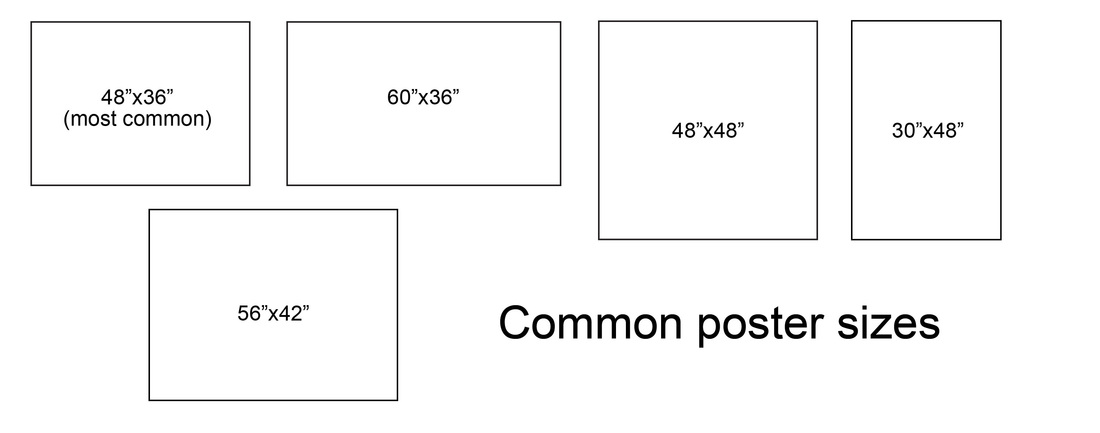 48”x36”
(most common)
60”x36”
48”x48”
30”x48”
56”x42”
Common poster sizes